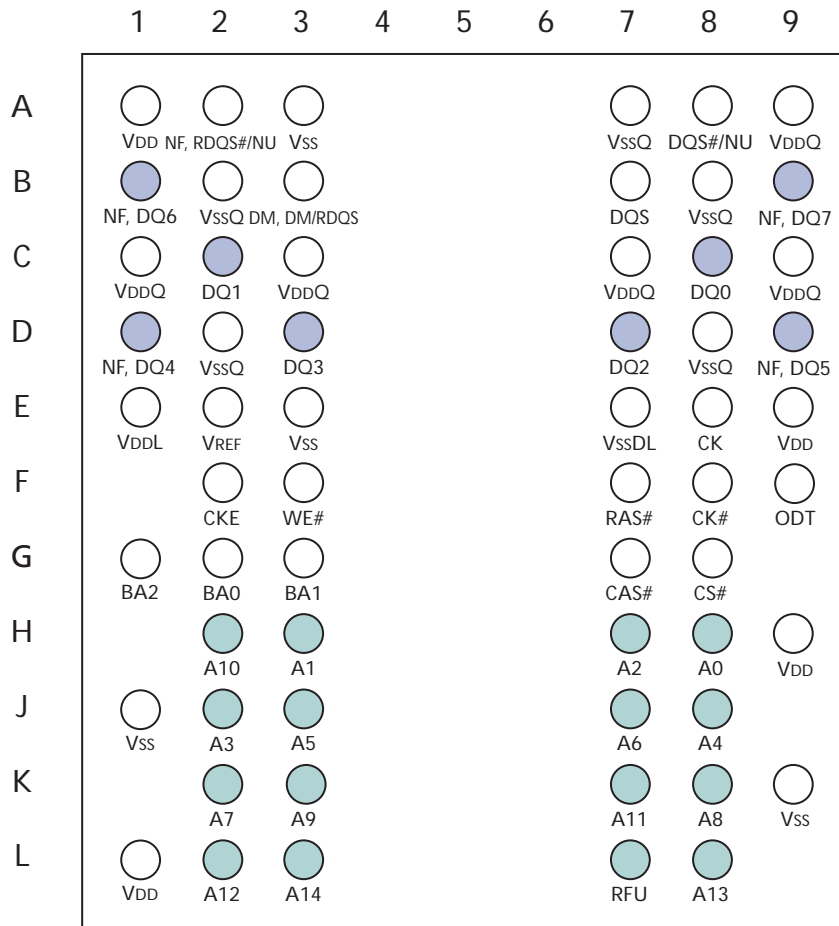 1 2 3 4 5 6 7 8 9
A
VDD NF, RDQS#/NU VSS VSSQ DQS#/NU VDDQ
B
NF, DQ6 VSSQ DM, DM/RDQS DQS VSSQ NF, DQ7
C
VDDQ DQ1 VDDQ VDDQ DQ0 VDDQ
D
NF, DQ4 VSSQ DQ3 DQ2 VSSQ NF, DQ5
E
VDDL VREF VSS VSSDL CK VDD
F
CKE WE# RAS# CK# ODT
G
BA2 BA0 BA1 CAS# CS#
H
A10 A1 A2 A0 VDD
J
VSS A3 A5 A6 A4
K
A7 A9 A11 A8 VSS
L
VDD A12 A14 RFU A13